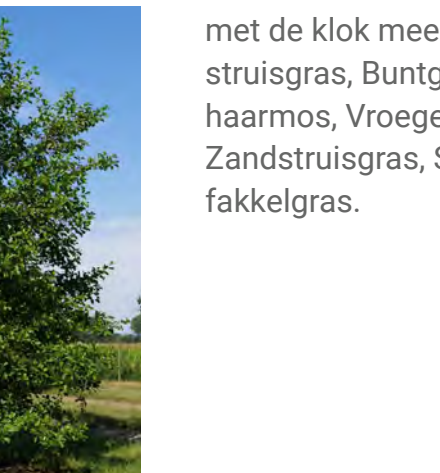 met de klok mee
struisgras, Buntg
haarmos, Vroege
Zandstruisgras, S
fakkelgras.